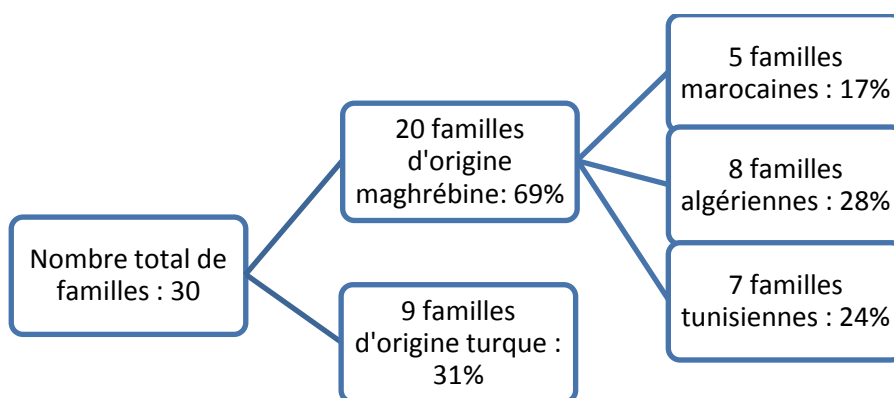 Nombre total de
familles : 30
20 familles
d'origine
maghrébine: 69%
9 familles
d'origine turque :
31%
5 familles
marocaines : 17%
8 familles
algériennes : 28%
7 familles
tunisiennes : 24%